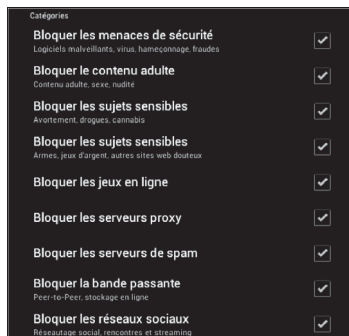 Catégories
Bloquer les menaces de sécurité
Logiciels malveillants, virus, hameçonnage, fraudes
Bloquer le contenu adulte
Contenu adulte, sexe, nudité
Bloquer les sujets sensibles
Avortement, drogues, cannabis
Bloquer les sujets sensibles
Armes, jeux d'argent, autres sites web douteux
Bloquer les jeux en ligne
Bloquer les serveurs proxy
Bloquer les serveurs de spam
Bloquer la bande passante
Peer-to-Peer, stockage en ligne
Bloquer les réseaux sociaux
Réseautage social, rencontres et streaming